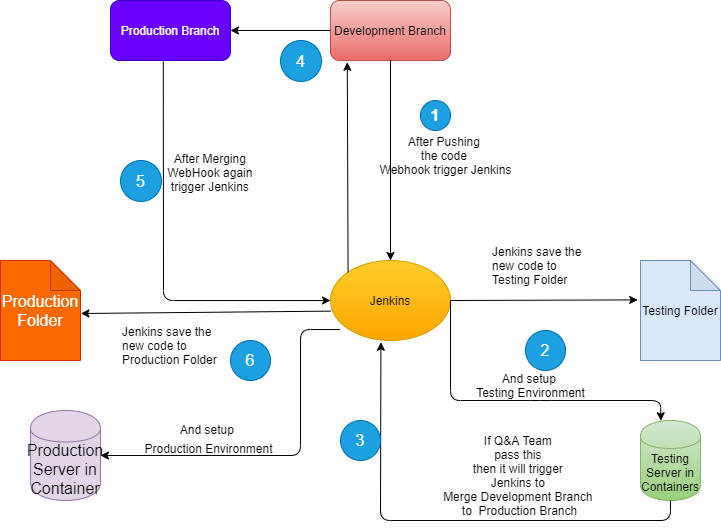 Production Branch
Development Branch
4
1
After Pushing
the code
Webhook trigger Jenkins
After Merging
WebHook again
trigger Jenkins
5
Jenkins save the
new code to
Testing Folder
Production
Folder
Jenkins
Testing Folder
Jenkins save the
new code to
Production Folder
6
2
And setup
Testing Environment
And setup
Production Environment
3
If Q&A Team
pass this
then it will trigger
Jenkins to
Merge Development Branch
to Production Branch
Production
Server in
Container
Testing
Server in
Containers